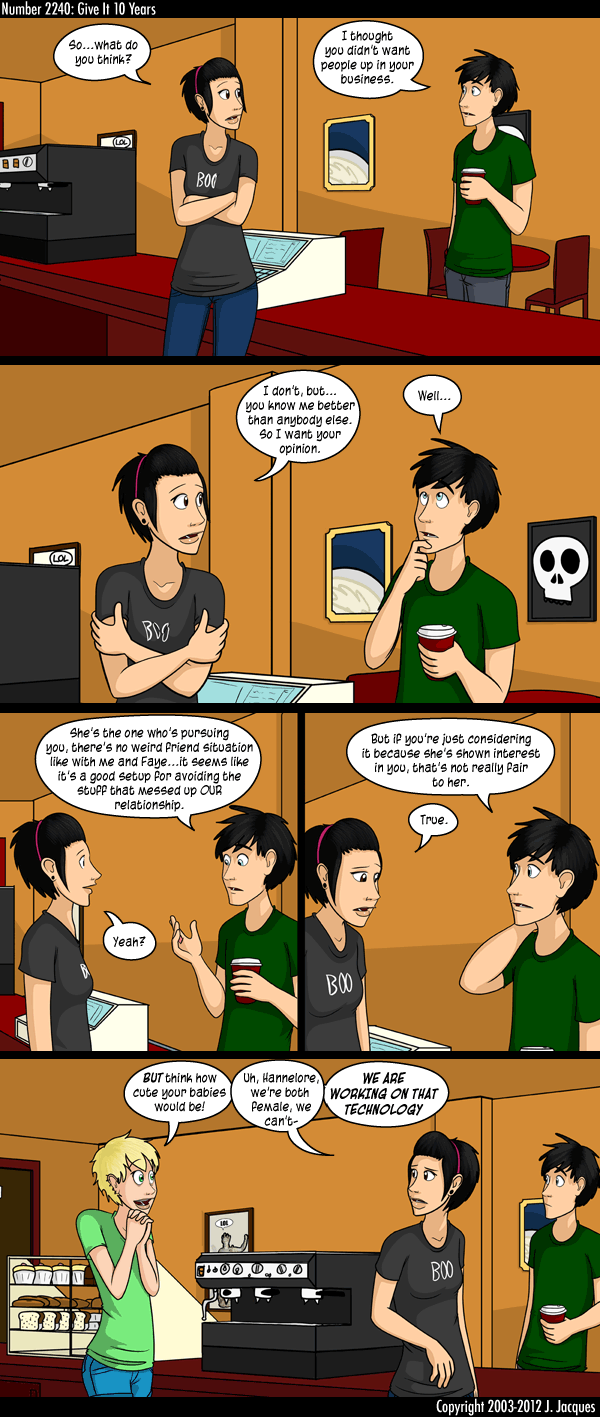 Number 2240: Give It 10 Years
So...what do
you think?
I thought
you didn't want
people up in your
business.
LOL
BOO
I don't, but...
you know me better
than anybody else.
So I want your
opinion.
Well...
LOL
BOO
She's the one who's pursuing
you, there's no weird friend situation
like with me and Faye...it seems like
it's a good setup for avoiding the
stuff that messed up OUR
relationship.
Yeah?
B
But if you're just considering
it because she's shown interest
in you, that's not really fair
to her.
True.
BOO
BUT think how
cute your babies
would be!
Uh, Hannelore,
we're both
female, we
can't-
WE ARE
WORKING ON THAT
TECHNOLOGY
LOL
BOO
Copyright 2003-2012 J. Jacques